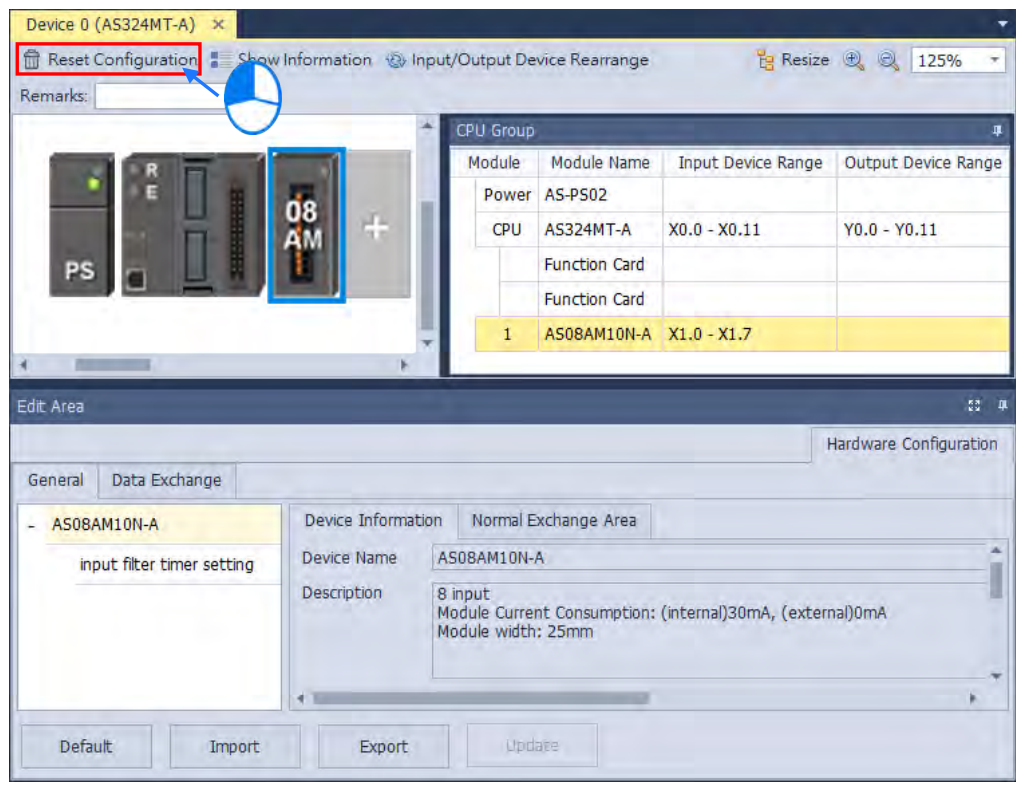 Device 0 (AS324MT-A) ×
Reset Configuration Show Information Input/Output Device Rearrange Resize 125%
Remarks:
CPU Group
Module Module Name Input Device Range Output Device Range
Power AS-PS02
CPU AS324MT-A X0.0 - X0.11 Y0.0 - Y0.11
Function Card
Function Card
1 AS08AM10N-A X1.0 - X1.7
R
E
PS
08
AM
+
Edit Area
Hardware Configuration
General Data Exchange
- AS08AM10N-A
input filter timer setting
Device Information Normal Exchange Area
Device Name AS08AM10N-A
Description 8 input
Module Current Consumption: (internal)30mA, (external)0mA
Module width: 25mm
Default Import Export Update